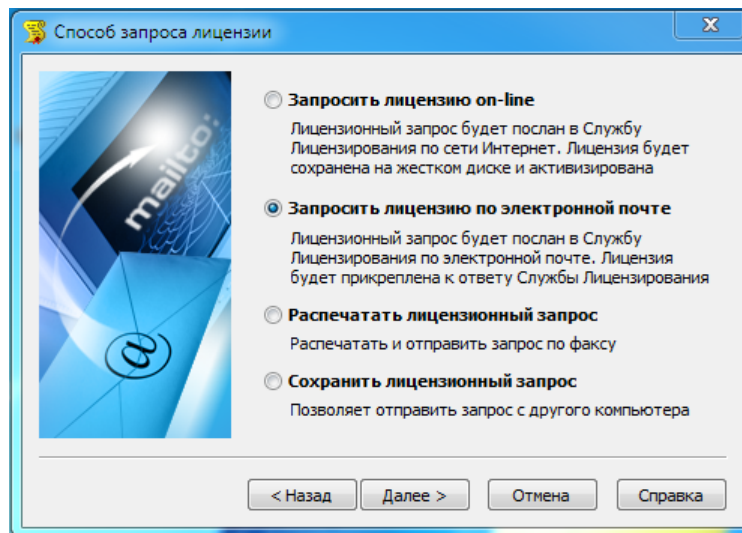 Способ запроса лицензии
Запросить лицензию on-line
Лицензионный запрос будет послан в Службу
Лицензирования по сети Интернет. Лицензия будет
сохранена на жестком диске и активизирована
mailto:
Запросить лицензию по электронной почте
Лицензионный запрос будет послан в Службу
Лицензирования по электронной почте. Лицензия
будет прикреплена к ответу Службы Лицензирования
Распечатать лицензионный запрос
Распечатать и отправить запрос по факсу
@
Сохранить лицензионный запрос
Позволяет отправить запрос с другого компьютера
< Назад Далее > Отмена Справка